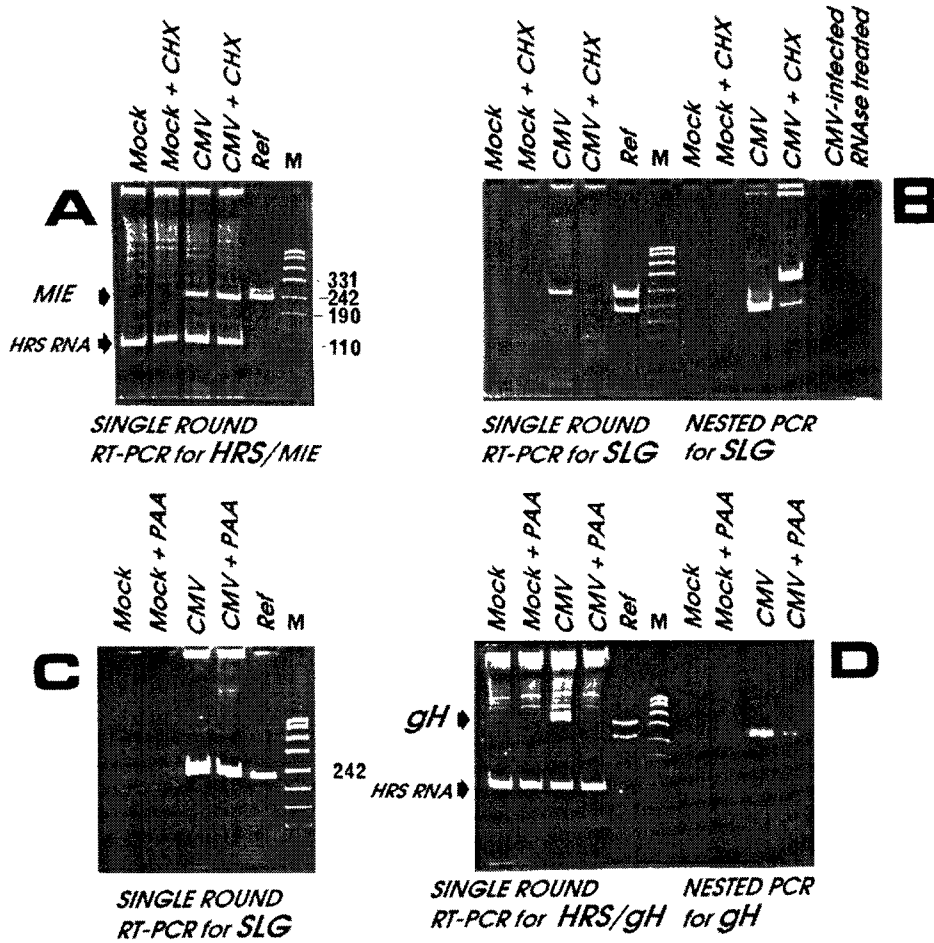 Mock
Mock + CHX
CMV
CMV + CHX
Ref
M
A
MIE
HRS RNA
331
242
190
110
SINGLE ROUND
RT-PCR for HRS/MIE
Mock
Mock + CHX
CMV
CMV + CHX
Ref
M
Mock
Mock + CHX
CMV
CMV + CHX
CMV-infected
RNAse treated
B
SINGLE ROUND
RT-PCR for SLG
NESTED PCR
for SLG
Mock
Mock + PAA
CMV
CMV + PAA
Ref
M
C
242
SINGLE ROUND
RT-PCR for SLG
Mock
Mock + PAA
CMV
CMV + PAA
Ref
M
Mock
Mock + PAA
CMV
CMV + PAA
D
gH
HRS RNA
SINGLE ROUND
RT-PCR for HRS/gH
NESTED PCR
for gH